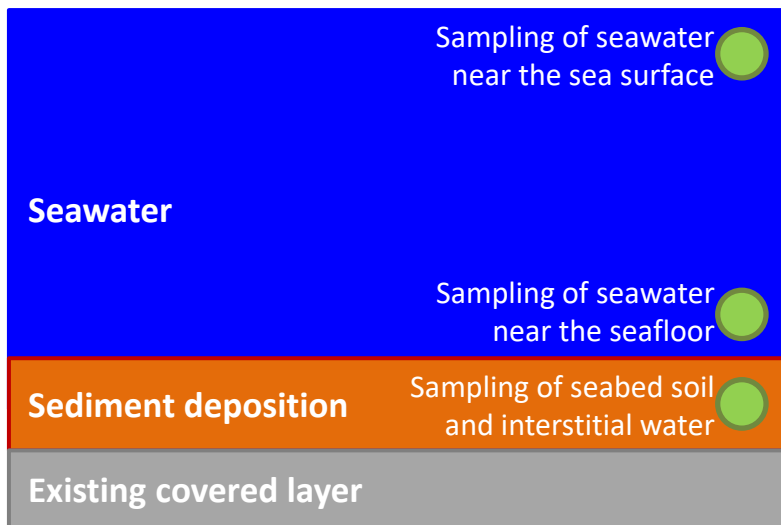 Sampling of seawater
near the sea surface
Seawater
Sampling of seawater
near the seafloor
Sediment deposition
Sampling of seabed soil
and interstitial water
Existing covered layer